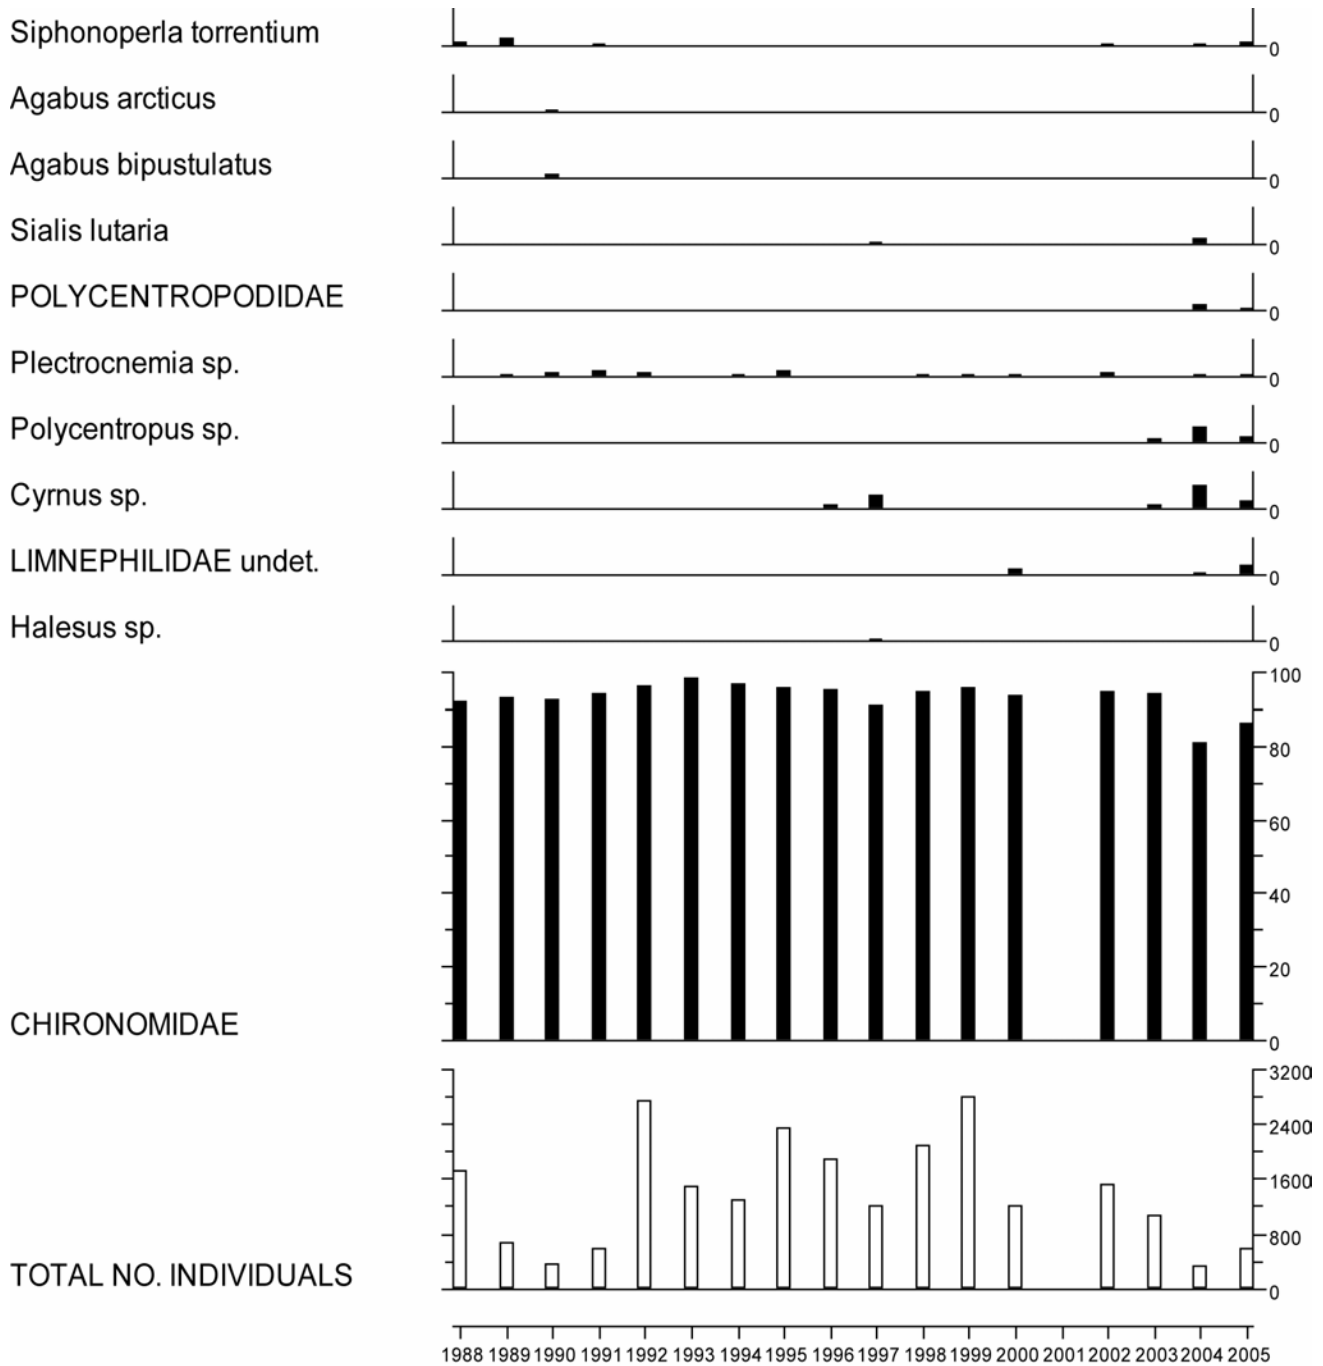 Siphonoperla torrentium 0
Agabus arcticus 0
Agabus bipustulatus 0
Sialis lutaria 0
POLYCENTROPODIDAE 0
Plectrocnemia sp. 0
Polycentropus sp. 0
Cyrnus sp. 0
LIMNEPHILIDAE undet. 0
Halesus sp. 0
100
80
60
40
20
CHIRONOMIDAE
0
3200
2400
1600
800
TOTAL NO. INDIVIDUALS
0
1988 1989 1990 1991 1992 1993 1994 1995 1996 1997 1998 1999 2000 2001 2002 2003 2004 2005